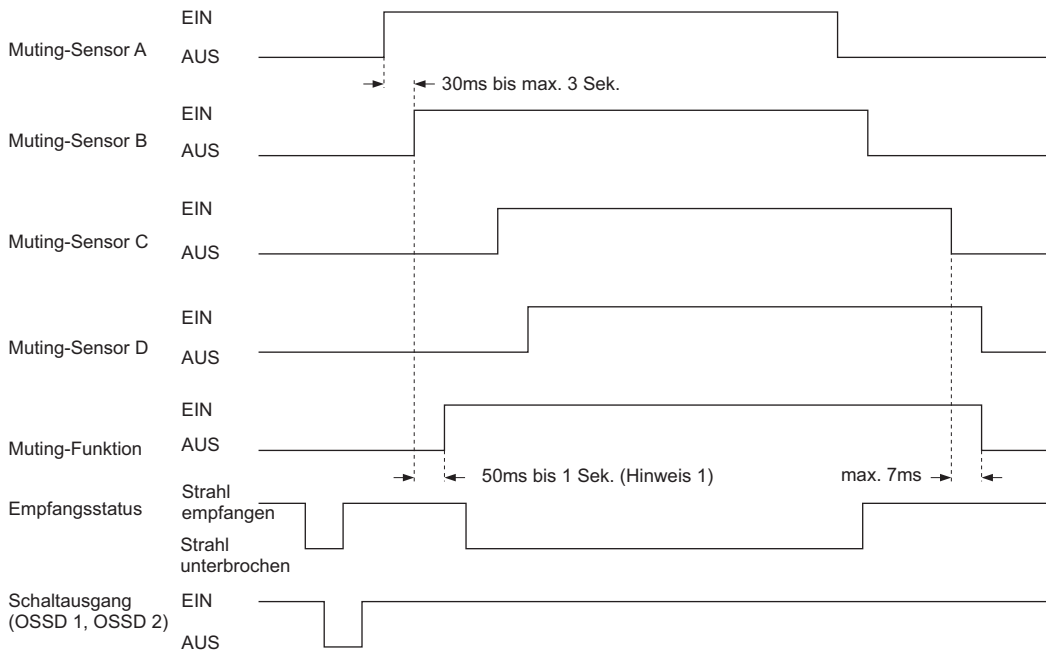 EIN
Muting-Sensor A
AUS
30ms bis max. 3 Sek.
EIN
Muting-Sensor B
AUS
EIN
Muting-Sensor C
AUS
EIN
Muting-Sensor D
AUS
EIN
Muting-Funktion
AUS
50ms bis 1 Sek. (Hinweis 1)
max. 7ms
Empfangsstatus
Strahl
empfangen
Strahl
unterbrochen
Schaltausgang
(OSSD 1, OSSD 2)
EIN
AUS